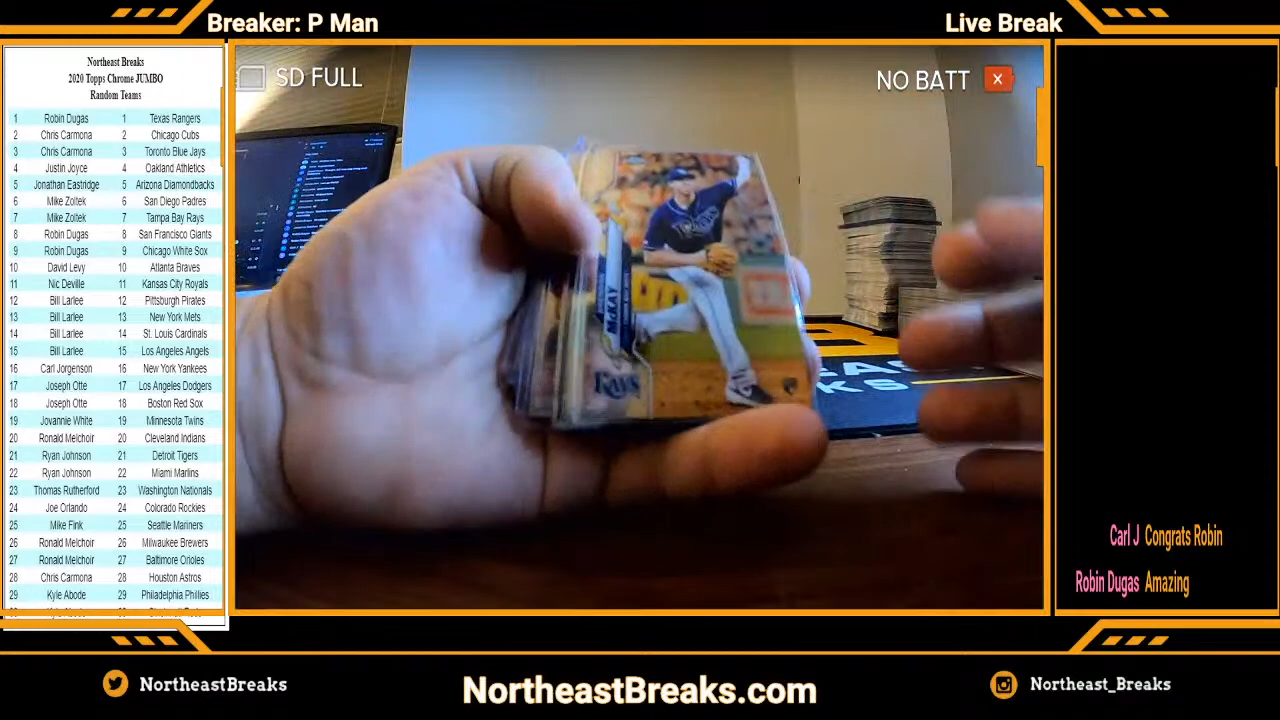 Breaker: P Man
Live Break
Northeast Breaks
2020 Topps Chrome JUMBO
Random Teams
1 Robin Dugas 1 Texas Rangers
2 Chris Carmona 2 Chicago Cubs
3 Chris Carmona 3 Toronto Blue Jays
4 Justin Joyce 4 Oakland Athletics
5 Jonathan Eastridge 5 Arizona Diamondbacks
6 Mike Zoitek 6 San Diego Padres
7 Mike Zoitek 7 Tampa Bay Rays
8 Robin Dugas 8 San Francisco Giants
9 Robin Dugas 9 Chicago White Sox
10 David Levy 10 Atlanta Braves
11 Nic Deville 11 Kansas City Royals
12 Bill Larlee 12 Pittsburgh Pirates
13 Bill Larlee 13 New York Mets
14 Bill Larlee 14 St. Louis Cardinals
15 Bill Larlee 15 Los Angeles Angels
16 Carl Jorgenson 16 New York Yankees
17 Joseph Otte 17 Los Angeles Dodgers
18 Joseph Otte 18 Boston Red Sox
19 Jovannie White 19 Minnesota Twins
20 Ronald Melchoir 20 Cleveland Indians
21 Ryan Johnson 21 Detroit Tigers
22 Ryan Johnson 22 Miami Marlins
23 Thomas Rutherford 23 Washington Nationals
24 Joe Orlando 24 Colorado Rockies
25 Mike Fink 25 Seattle Mariners
26 Ronald Melchoir 26 Milwaukee Brewers
27 Ronald Melchoir 27 Baltimore Orioles
28 Chris Carmona 28 Houston Astros
29 Kyle Abode 29 Philadelphia Phillies
SD FULL
NO BATT
McKAY
Rays
KS
Carl J Congrats Robin
Robin Dugas Amazing
NortheastBreaks
NortheastBreaks.com
Northeast_Breaks